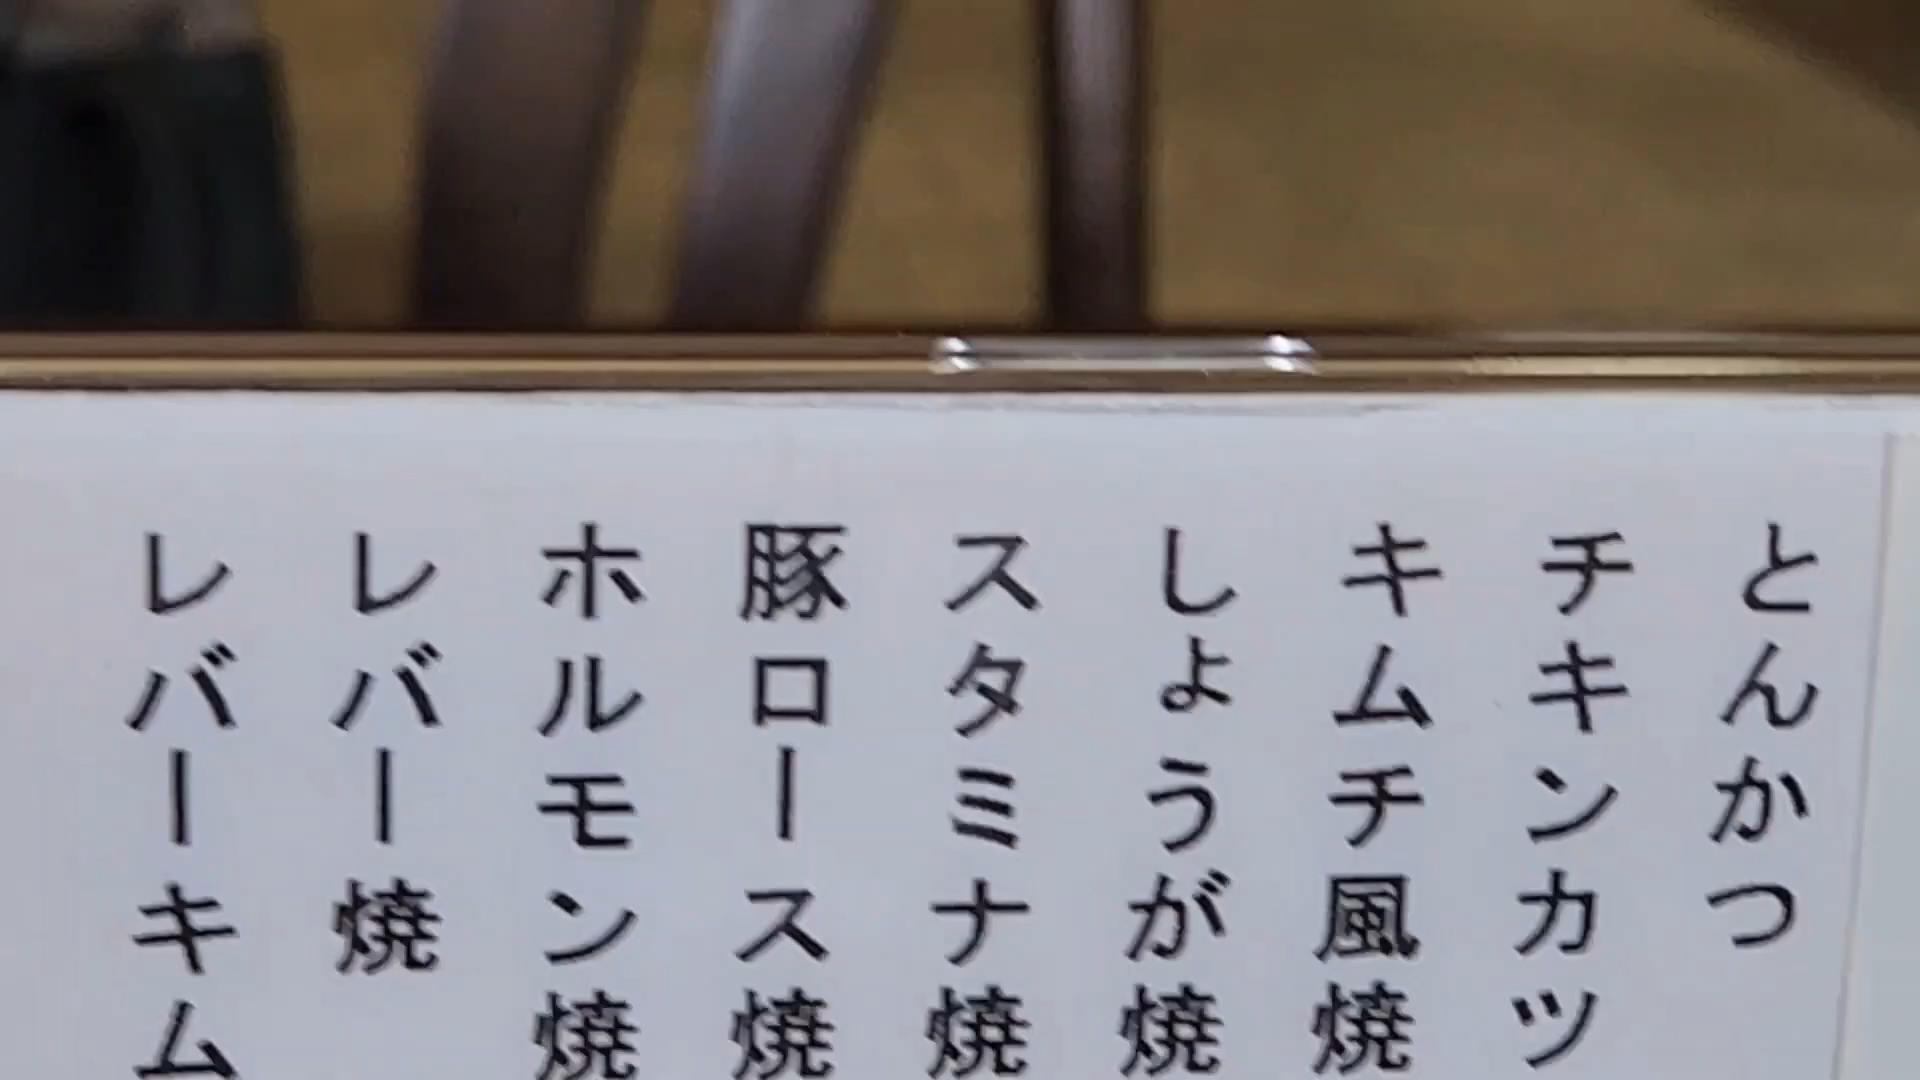 とんかつ
チキンカツ
キムチ風焼
しょうが焼
スタミナ焼
豚ロース焼
ホルモン焼
レバー焼
レバーキム